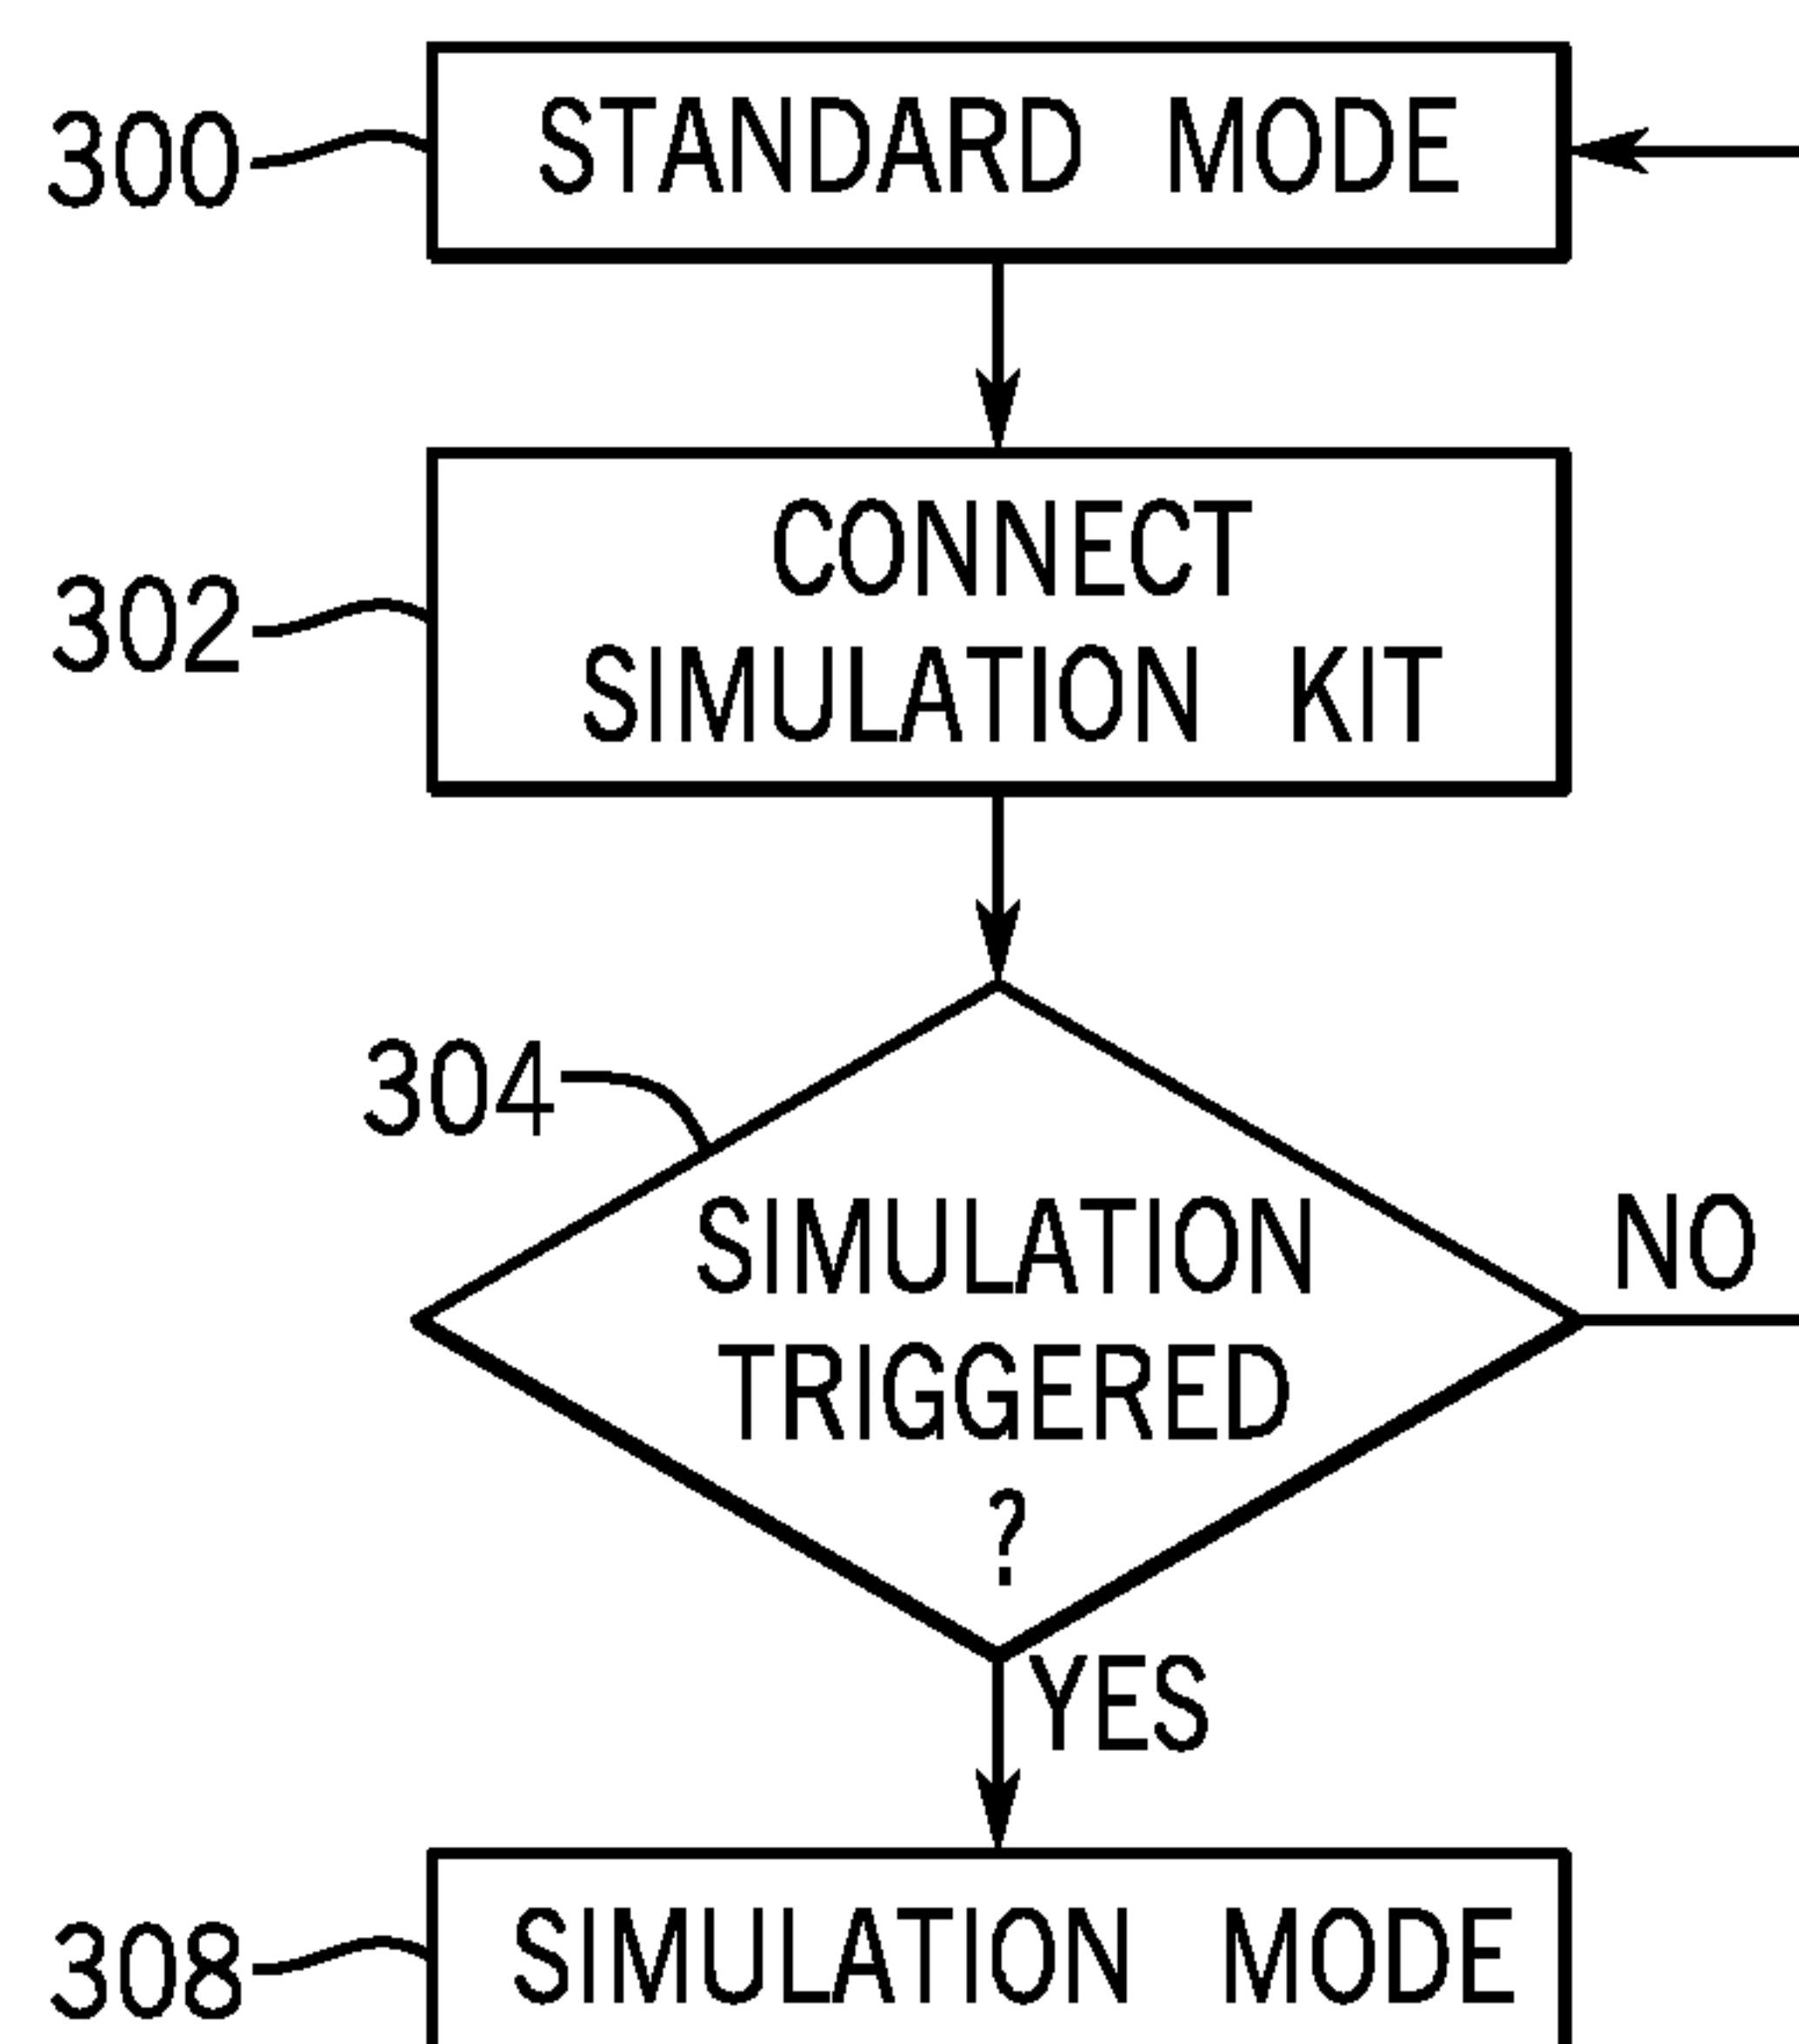 300
STANDARD MODE
302
CONNECT
SIMULATION KIT
304
SIMULATION
TRIGGERED
?
NO
YES
308
SIMULATION MODE